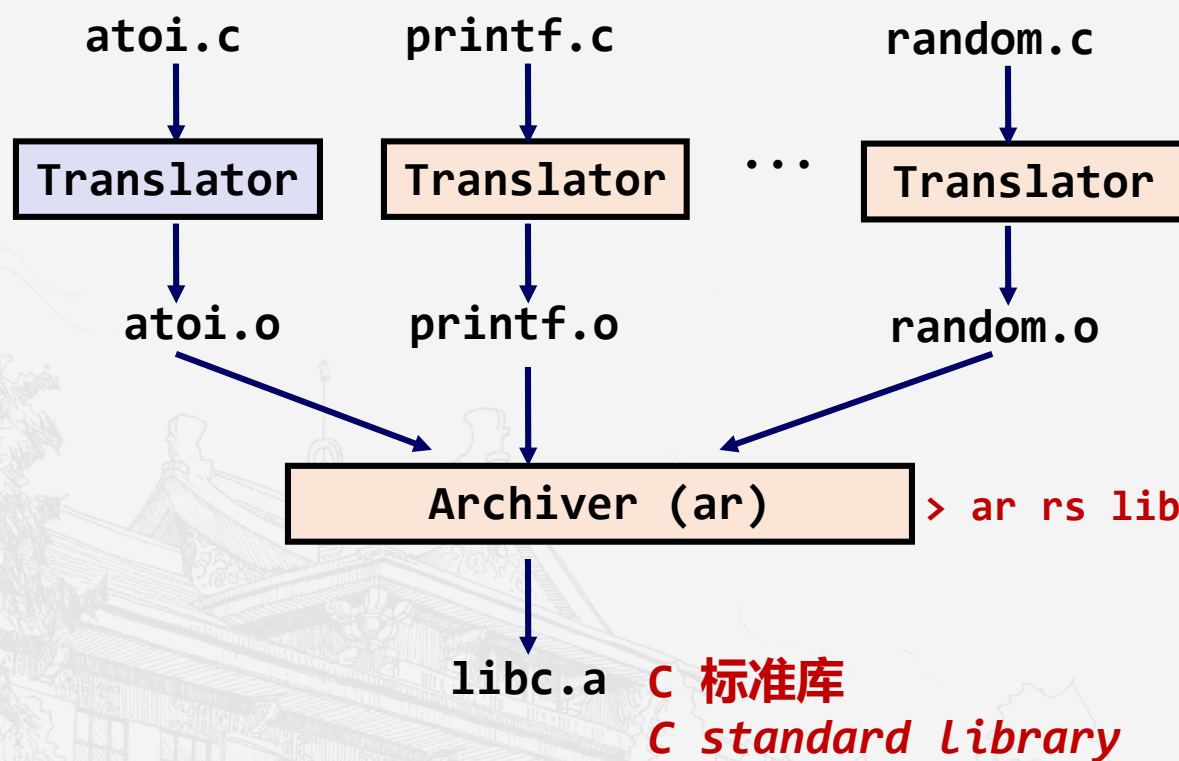 atoi.c printf.c random.c
Translator Translator ... Translator
atoi.o printf.o random.o
Archiver (ar) > ar rs lib
libc.a C 标准库
C standard library